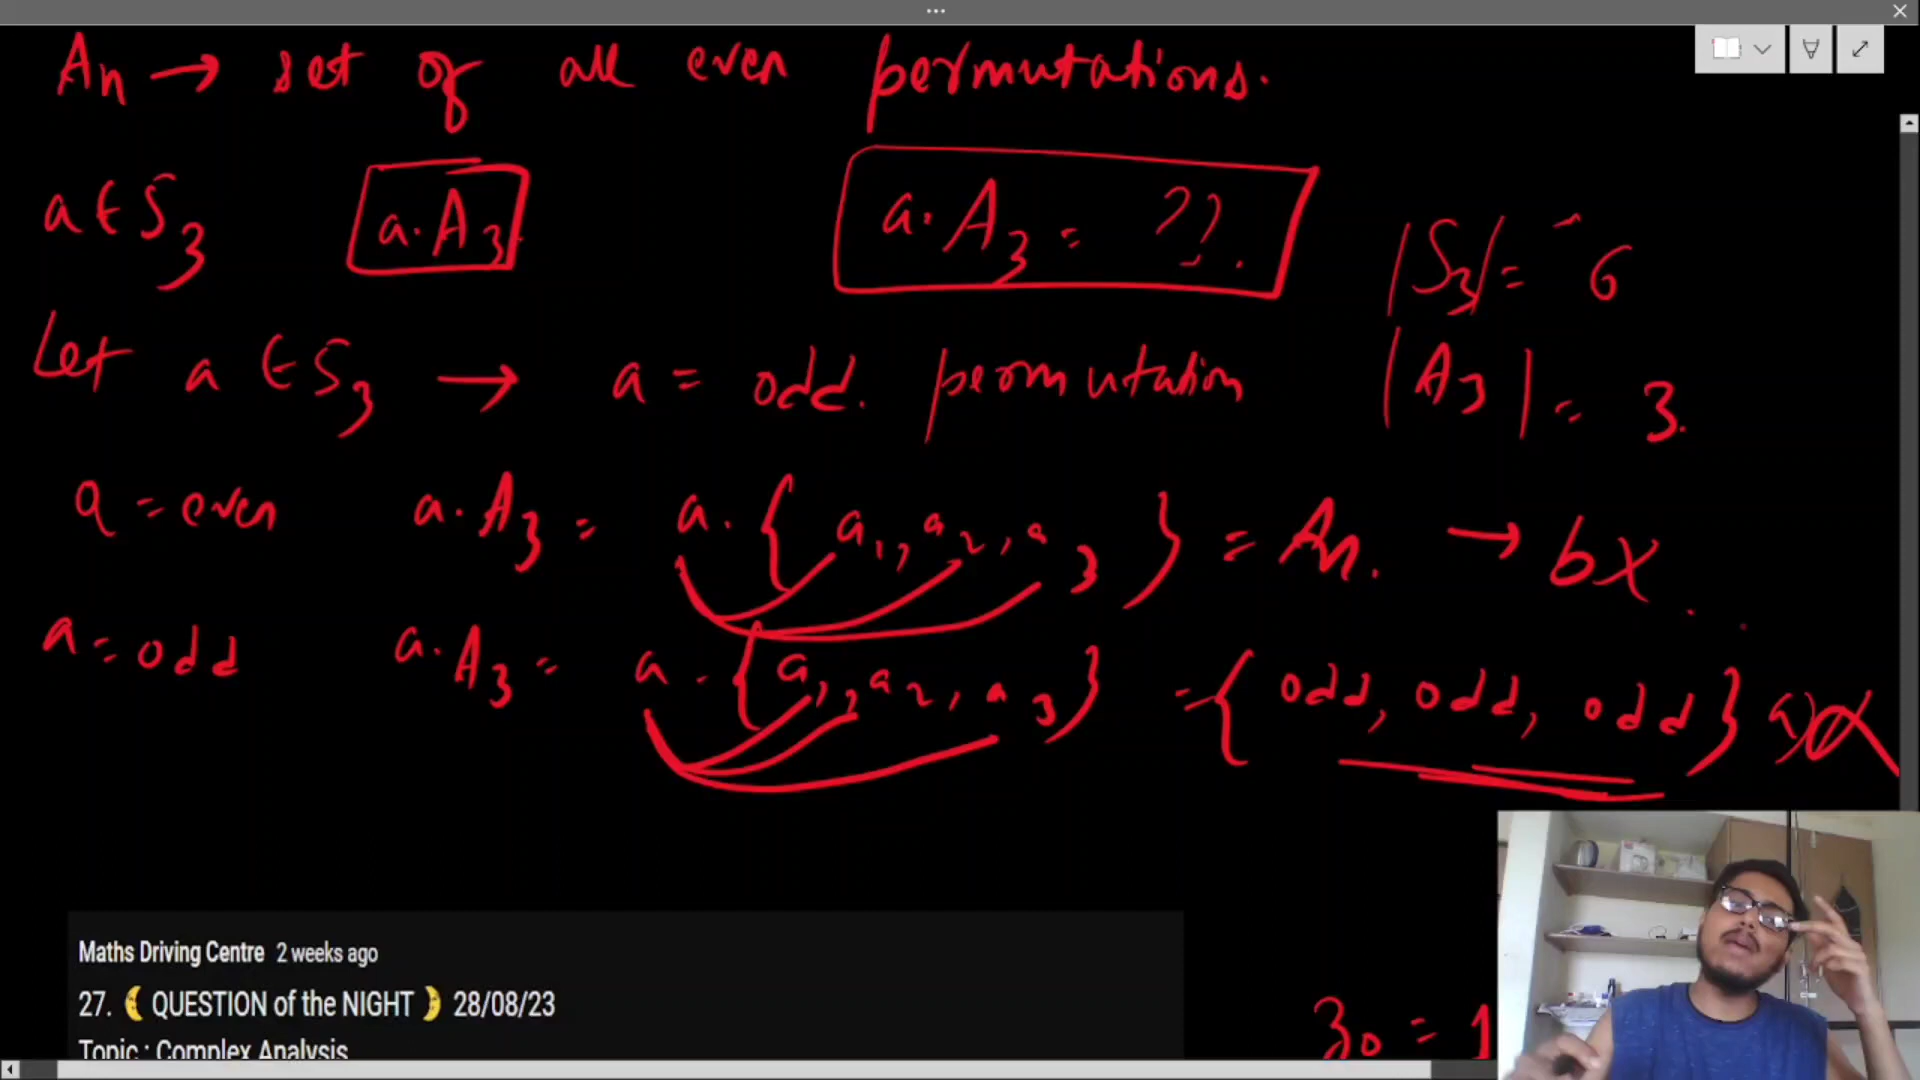 An → set of all even permutations.
a ∈ S3 a.A3 a.A3 = ??.
|S3| = 6
Let a ∈ S3 → a = odd. permutation
|A3| = 3.
a = even a.A3 = a.{a1, a2, a3} = An. → b X
a = odd a.A3 = a.{a1, a2, a3} = {odd, odd, odd}
Maths Driving Centre 2 weeks ago
27. 🌜 QUESTION of the NIGHT 🌛 28/08/23
Topic : Complex Analysis
30 = 1